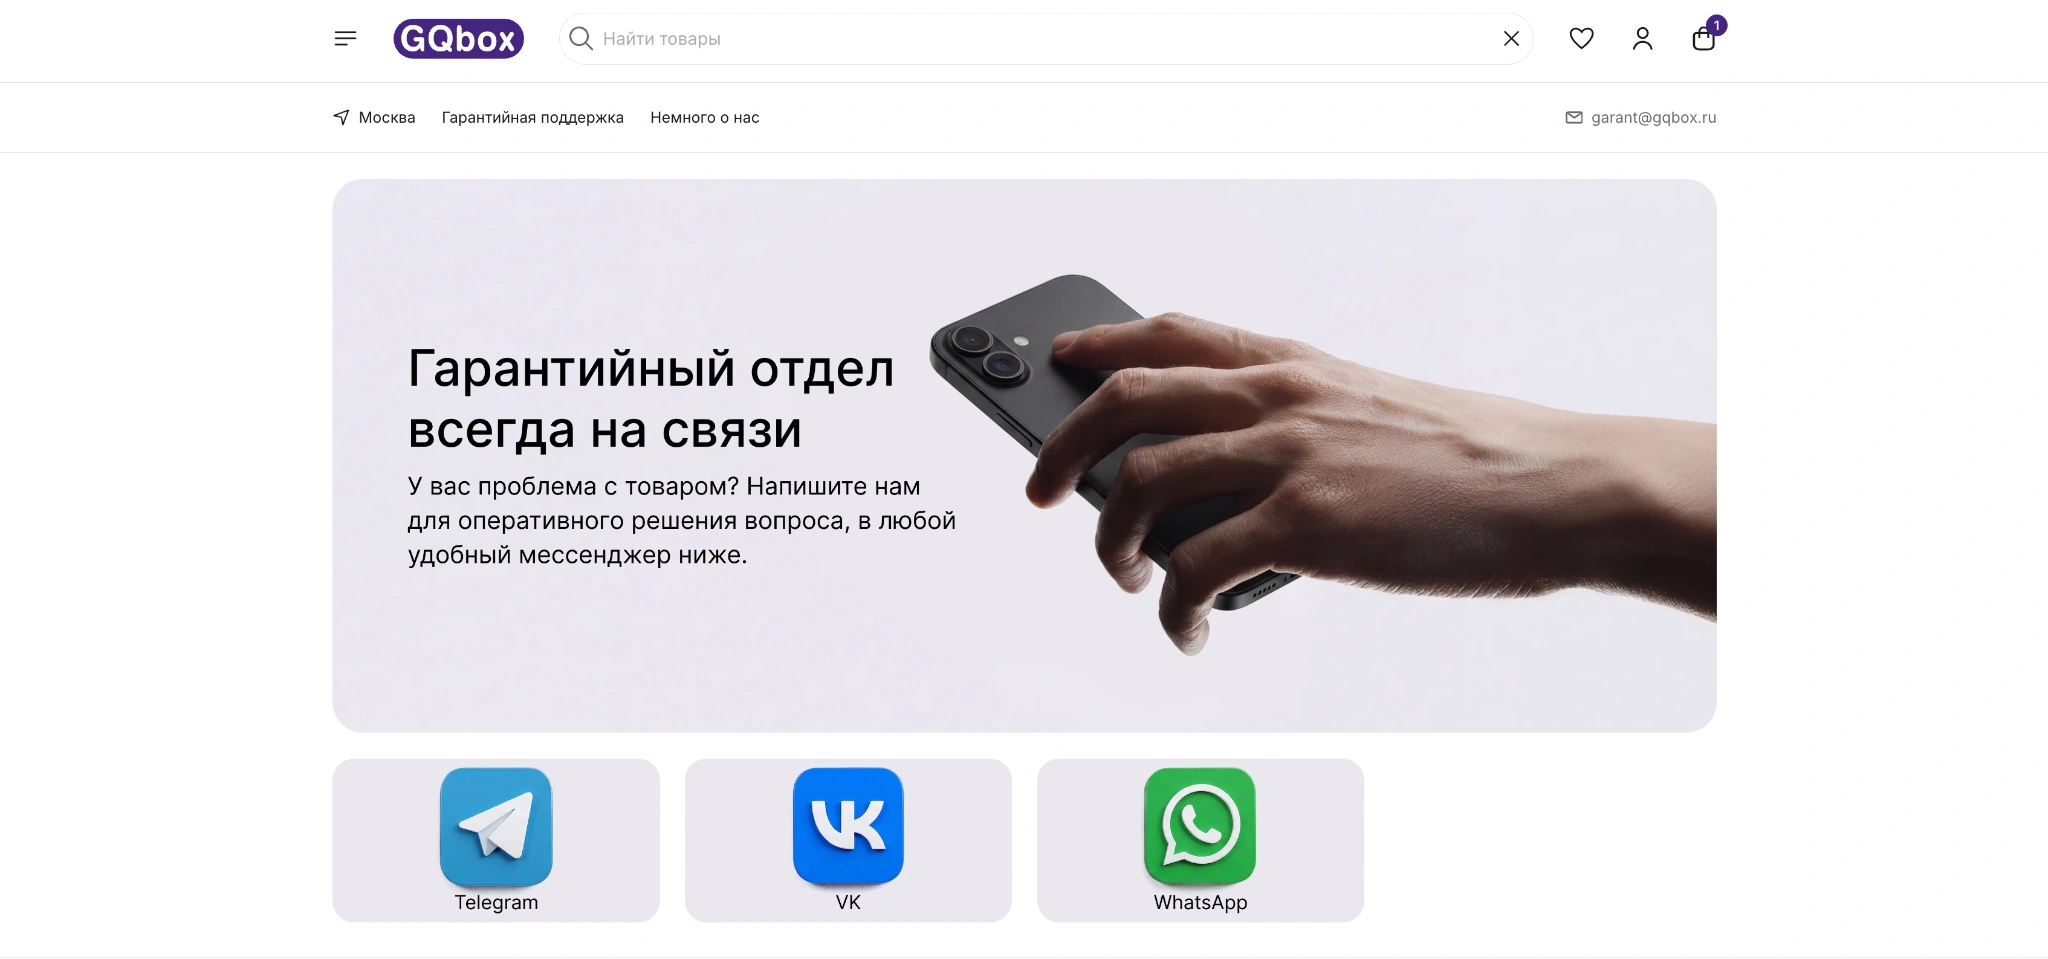 GQbox
Найти товары
1
Москва
Гарантийная поддержка
Немного о нас
garant@gqbox.ru
Гарантийный отдел
всегда на связи
У вас проблема с товаром? Напишите нам
для оперативного решения вопроса, в любой
удобный мессенджер ниже.
Telegram
VK
WhatsApp